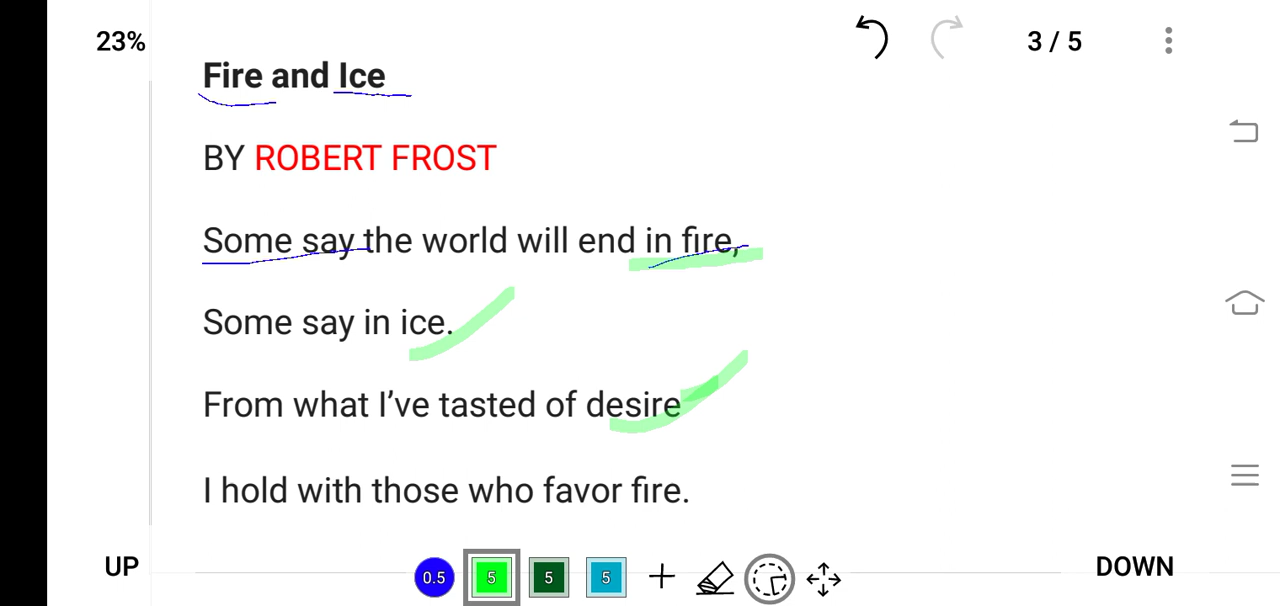 23%
3 / 5
Fire and Ice
BY ROBERT FROST
Some say the world will end in fire,
Some say in ice.
From what I’ve tasted of desire
I hold with those who favor fire.
UP
0.5
5
5
5
DOWN